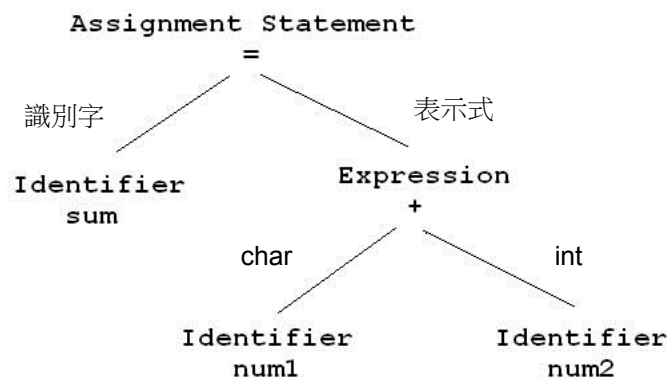 Assignment Statement
=
識別字
表示式
Identifier
sum
Expression
+
char
int
Identifier
num1
Identifier
num2